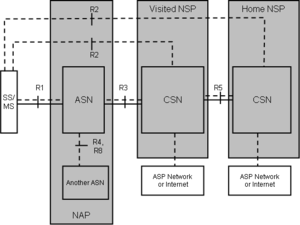 R2
Visited NSP
Home NSP
R2
SS/
MS
R1
ASN
R3
CSN
R5
CSN
R4,
R8
Another ASN
ASP Network
or Internet
ASP Network
or Internet
NAP